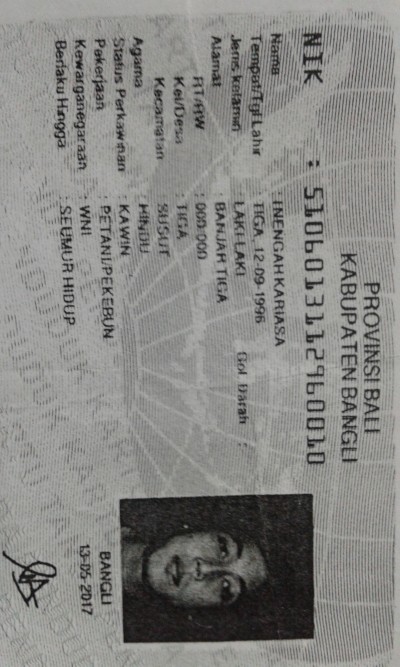 PROVINSI BALI
KABUPATEN BANGLI
NIK : 5106013112960010
Nama : I NENGAH KARIASA
Tempat/Tgl Lahir : TIGA, 12-09-1996
Jenis kelamin : LAKI-LAKI Gol. Darah :
Alamat : BANJAR TIGA
RT/RW : 000/000
Kel/Desa : TIGA
Kecamatan : SUSUT
Agama : HINDU
Status Perkawinan : KAWIN
Pekerjaan : PETANI/PEKEBUN
Kewarganegaraan : WNI
Berlaku Hingga : SEUMUR HIDUP
BANGLI
13-05-2017